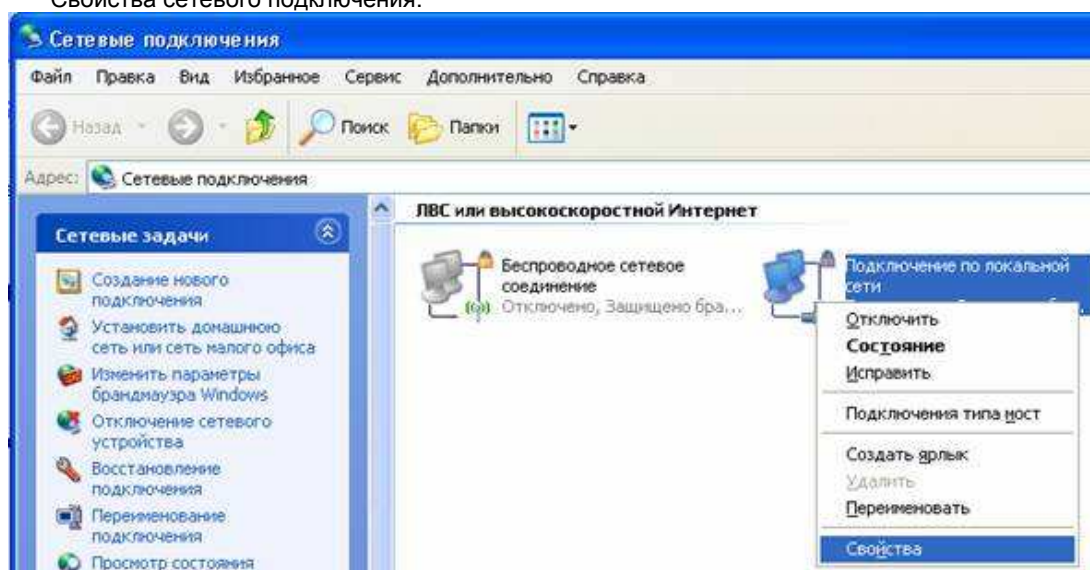 Свойства сетевого подключения.
Сетевые подключения
Файл Правка Вид Избранное Сервис Дополнительно Справка
Назад Поиск Папки
Адрес: Сетевые подключения
Сетевые задачи
Создание нового
подключения
Установить домашнюю
сеть или сеть малого офиса
Изменить параметры
брандмауэра Windows
Отключение сетевого
устройства
Восстановление
подключения
Переименование
подключения
Просмотр состояния
ЛВС или высокоскоростной Интернет
Беспроводное сетевое
соединение
Отключено, Защищено бра...
Подключение по локальной
сети
Отключить
Состояние
Исправить
Подключения типа мост
Создать ярлык
Удалить
Переименовать
Свойства